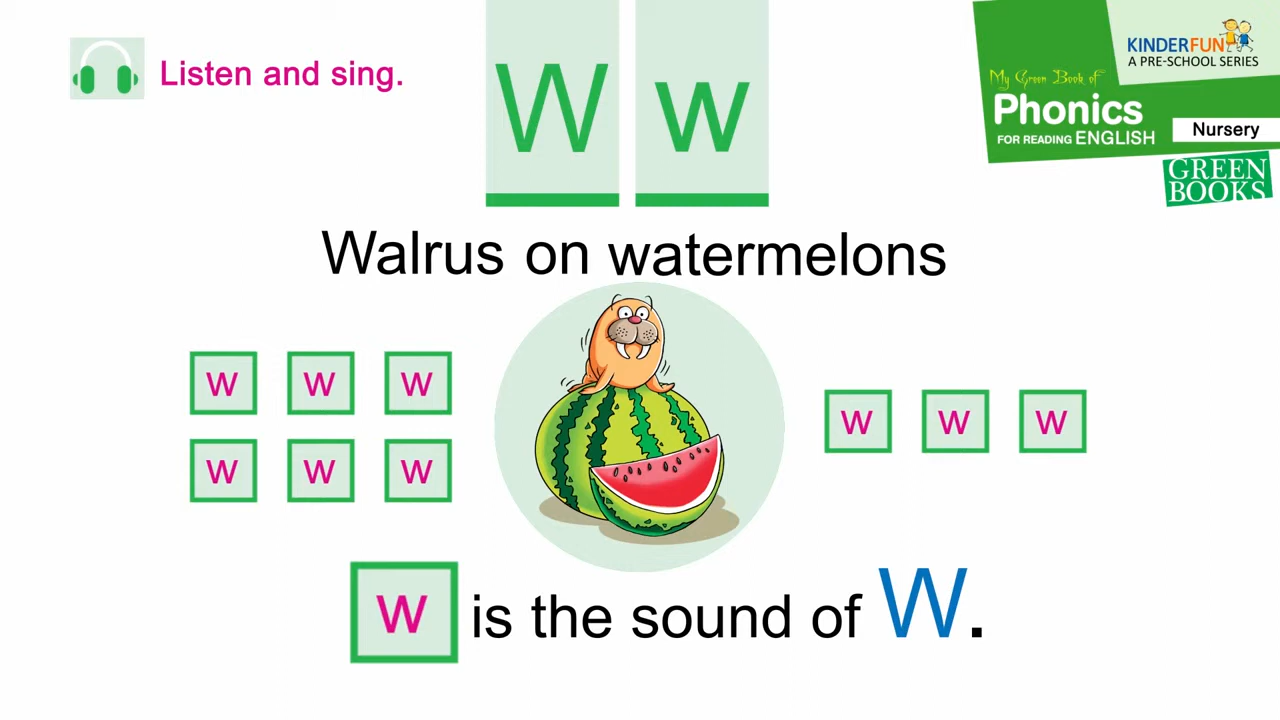 Listen and sing.
W w
KINDERFUN
A PRE-SCHOOL SERIES
My Green Book of
Phonics
FOR READING ENGLISH
Nursery
GREEN
BOOKS
Walrus on watermelons
w w w
w w w
w w w
w is the sound of W.